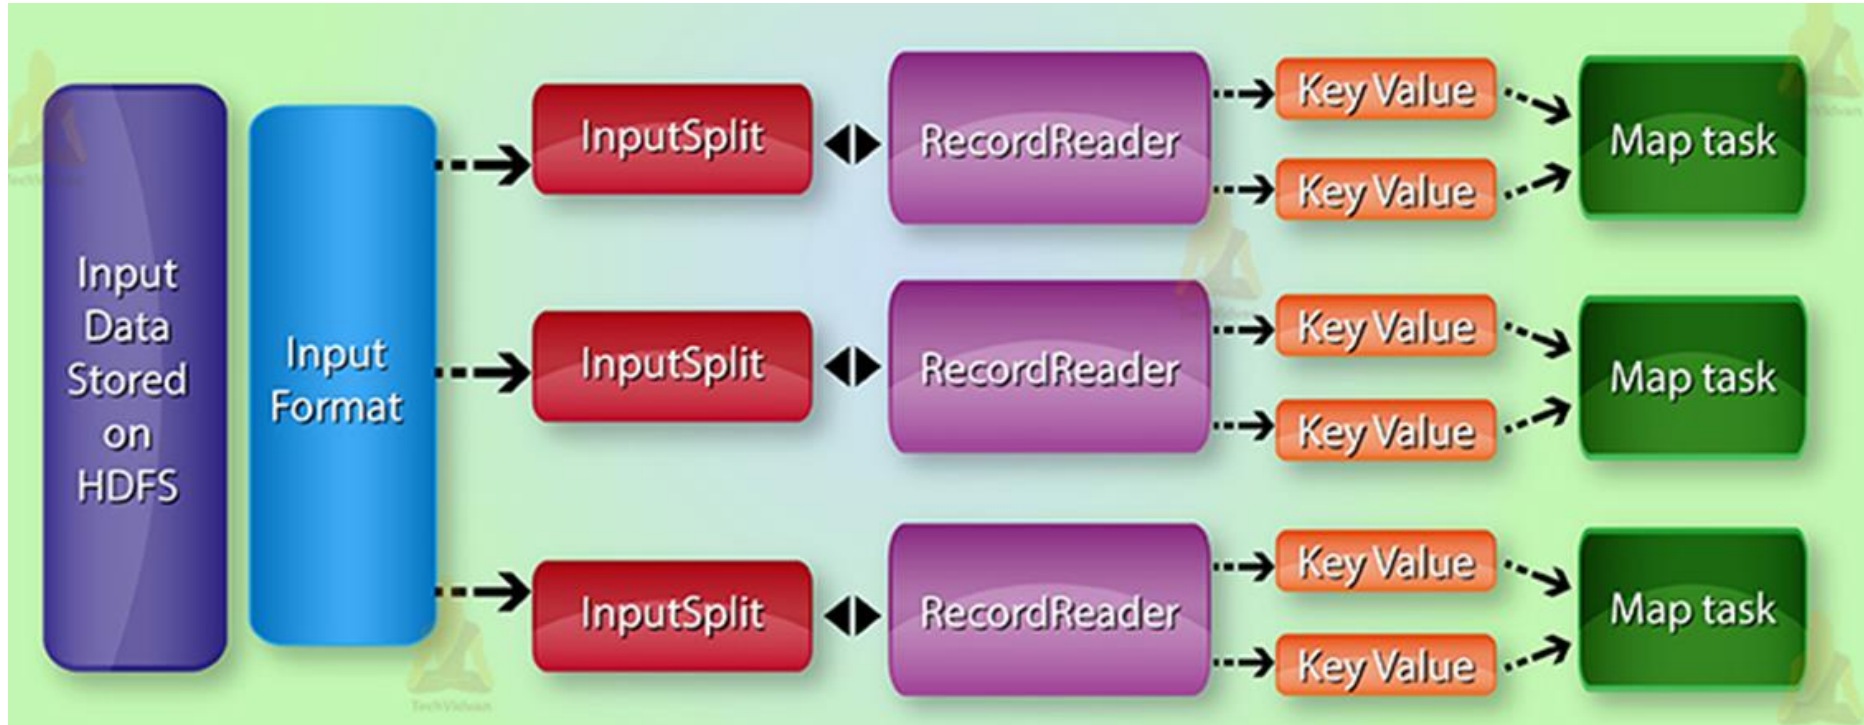 Input
Data
Stored
on
HDFS
Input
Format
InputSplit
RecordReader
Key Value
Key Value
Map task
InputSplit
RecordReader
Key Value
Key Value
Map task
InputSplit
RecordReader
Key Value
Key Value
Map task
TechVidvan